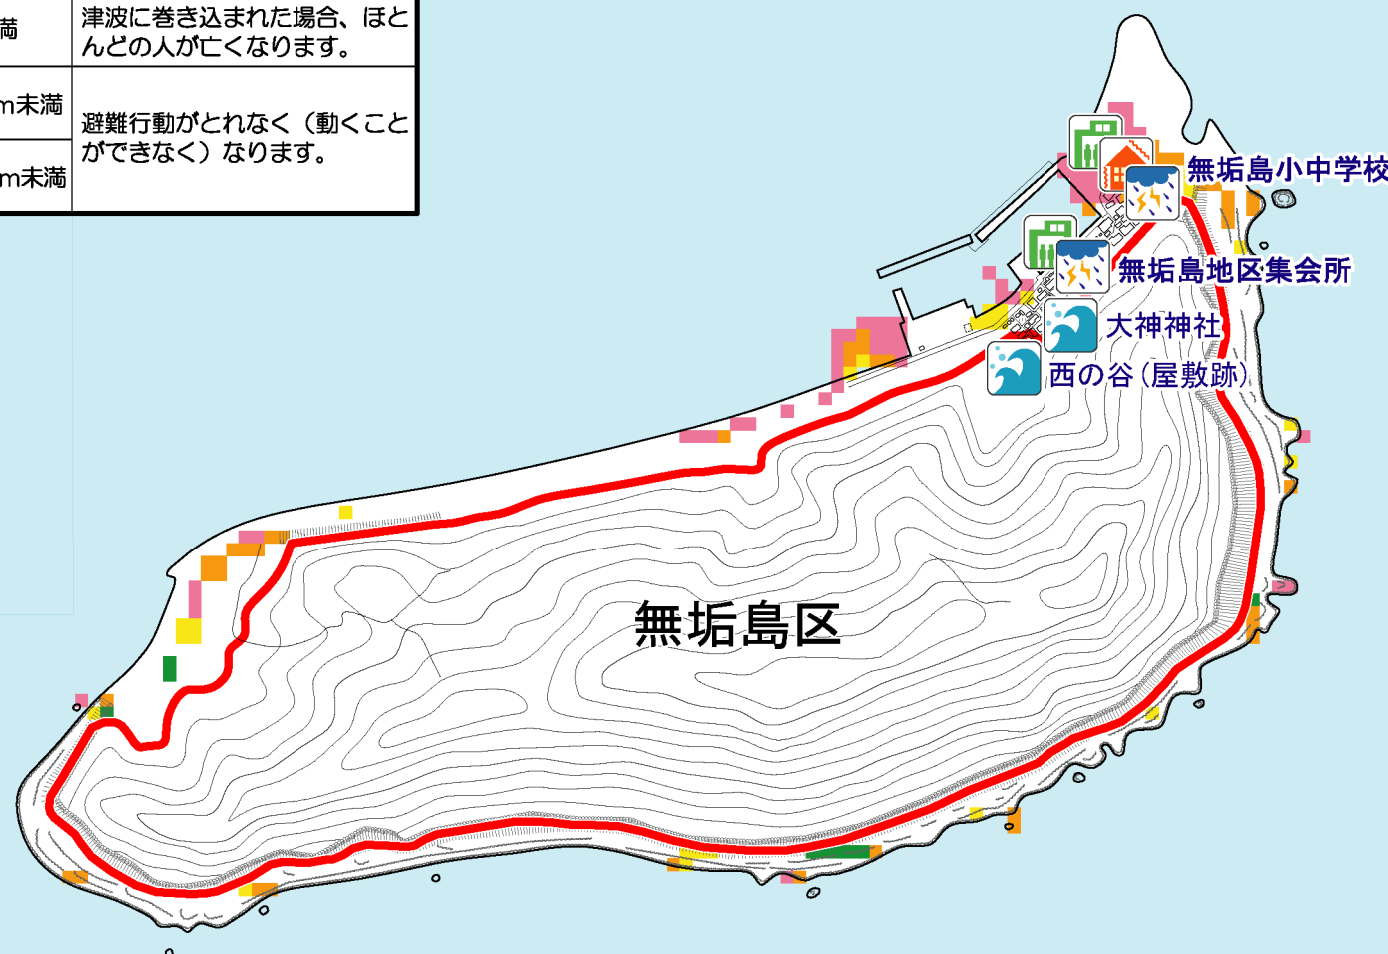 満
津波に巻き込まれた場合、ほと
んどの人が亡くなります。
m未満
避難行動がとれなく（動くこと
ができなく）なります。
m未満
無垢島小中学校
無垢島地区集会所
大神神社
西の谷（屋敷跡）
無垢島区